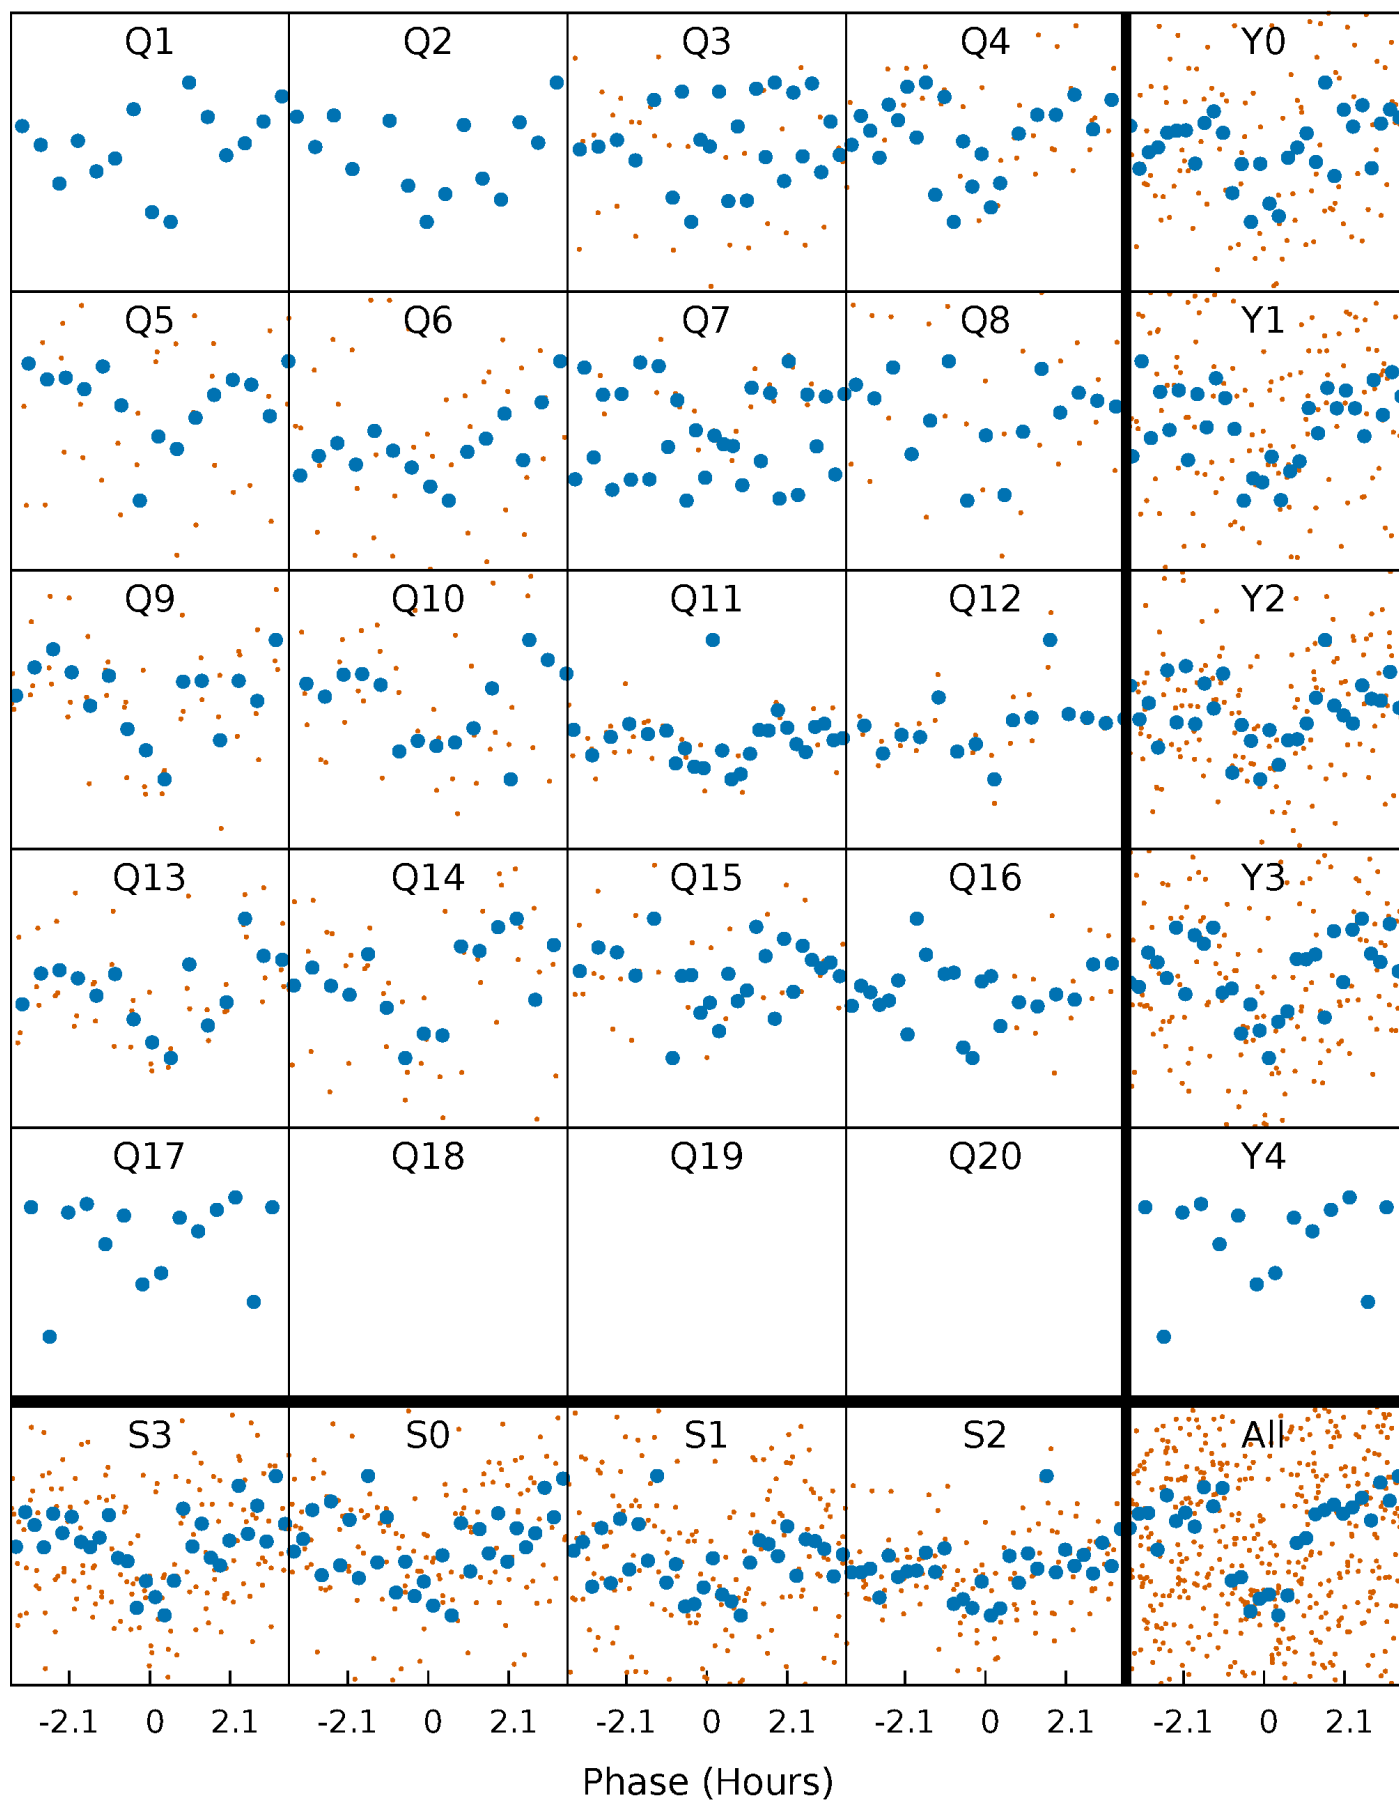 Q1 Q2 Q3 Q4 Y0
Q5 Q6 Q7 Q8 Y1
Q9 Q10 Q11 Q12 Y2
Q13 Q14 Q15 Q16 Y3
Q17 Q18 Q19 Q20 Y4
S3 S0 S1 S2 All
-2.1 0 2.1 -2.1 0 2.1 -2.1 0 2.1 -2.1 0 2.1 -2.1 0 2.1
Phase (Hours)